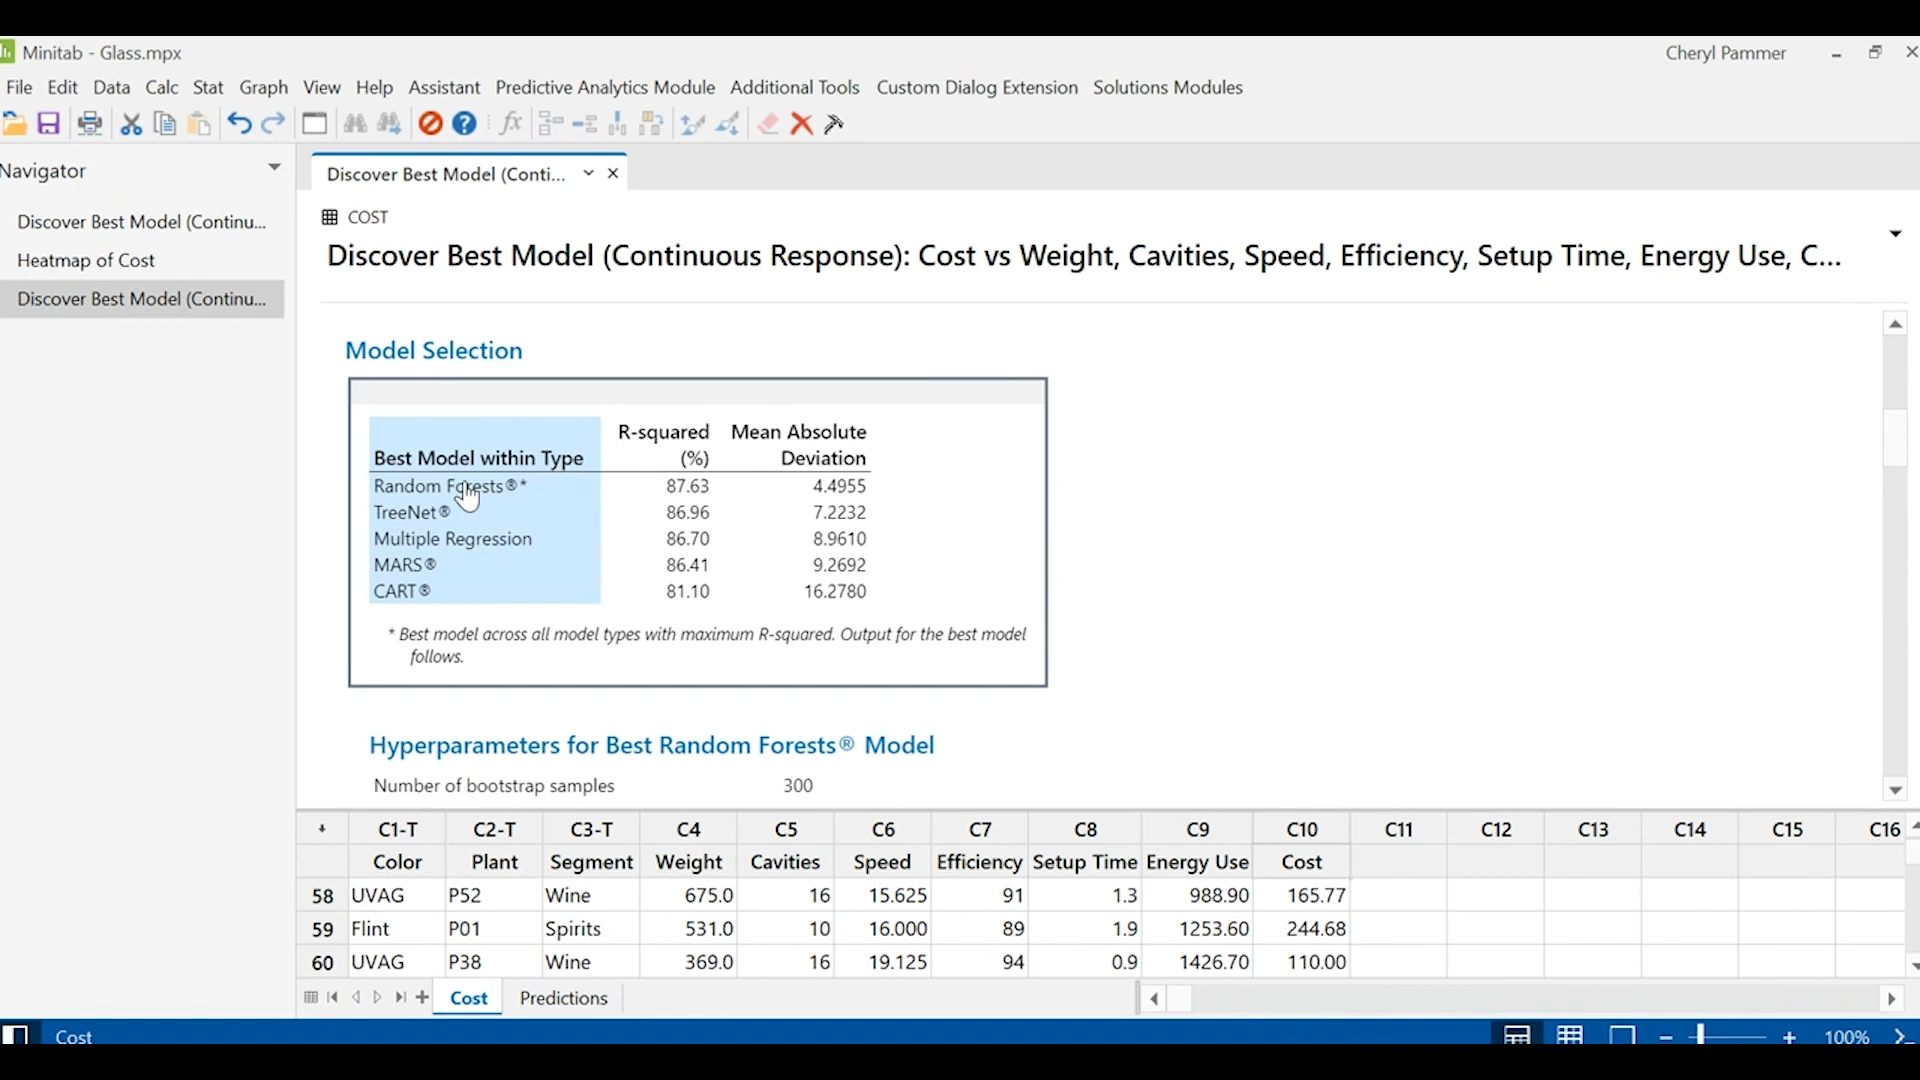 Minitab - Glass.mpx
Cheryl Pammer
File Edit Data Calc Stat Graph View Help Assistant Predictive Analytics Module Additional Tools Custom Dialog Extension Solutions Modules
Navigator
Discover Best Model (Conti...
Discover Best Model (Continu...
Heatmap of Cost
Discover Best Model (Continu...
COST
Discover Best Model (Continuous Response): Cost vs Weight, Cavities, Speed, Efficiency, Setup Time, Energy Use, C...
Model Selection
R-squared Mean Absolute
Best Model within Type (%) Deviation
Random Forests®* 87.63 4.4955
TreeNet® 86.96 7.2232
Multiple Regression 86.70 8.9610
MARS® 86.41 9.2692
CART® 81.10 16.2780
* Best model across all model types with maximum R-squared. Output for the best model
follows.
Hyperparameters for Best Random Forests® Model
Number of bootstrap samples 300
C1-T C2-T C3-T C4 C5 C6 C7 C8 C9 C10 C11 C12 C13 C14 C15 C16
Color Plant Segment Weight Cavities Speed Efficiency Setup Time Energy Use Cost
58 UVAG P52 Wine 675.0 16 15.625 91 1.3 988.90 165.77
59 Flint P01 Spirits 531.0 10 16.000 89 1.9 1253.60 244.68
60 UVAG P38 Wine 369.0 16 19.125 94 0.9 1426.70 110.00
Cost Predictions
Cost 100%